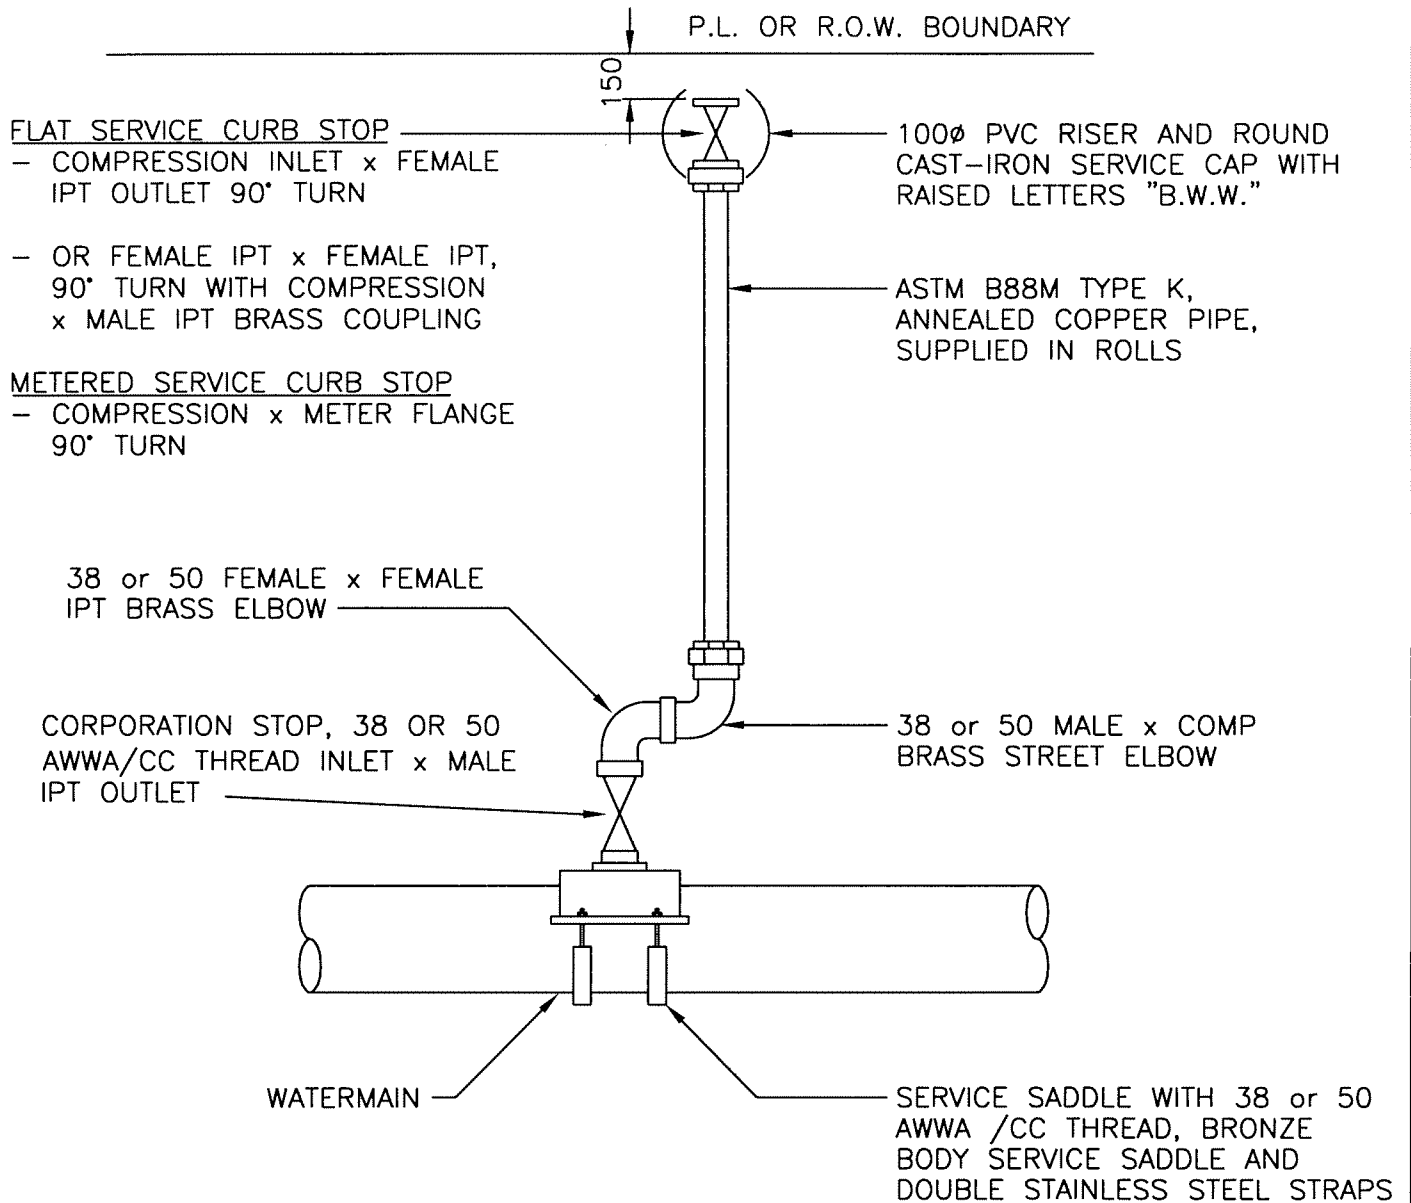 P.L. OR R.O.W. BOUNDARY
150
FLAT SERVICE CURB STOP
- COMPRESSION INLET x FEMALE
IPT OUTLET 90° TURN
- OR FEMALE IPT x FEMALE IPT,
90° TURN WITH COMPRESSION
x MALE IPT BRASS COUPLING
METERED SERVICE CURB STOP
- COMPRESSION x METER FLANGE
90° TURN
100ø PVC RISER AND ROUND
CAST-IRON SERVICE CAP WITH
RAISED LETTERS "B.W.W."
ASTM B88M TYPE K,
ANNEALED COPPER PIPE,
SUPPLIED IN ROLLS
38 or 50 FEMALE x FEMALE
IPT BRASS ELBOW
CORPORATION STOP, 38 OR 50
AWWA/CC THREAD INLET x MALE
IPT OUTLET
38 or 50 MALE x COMP
BRASS STREET ELBOW
WATERMAIN
SERVICE SADDLE WITH 38 or 50
AWWA /CC THREAD, BRONZE
BODY SERVICE SADDLE AND
DOUBLE STAINLESS STEEL STRAPS